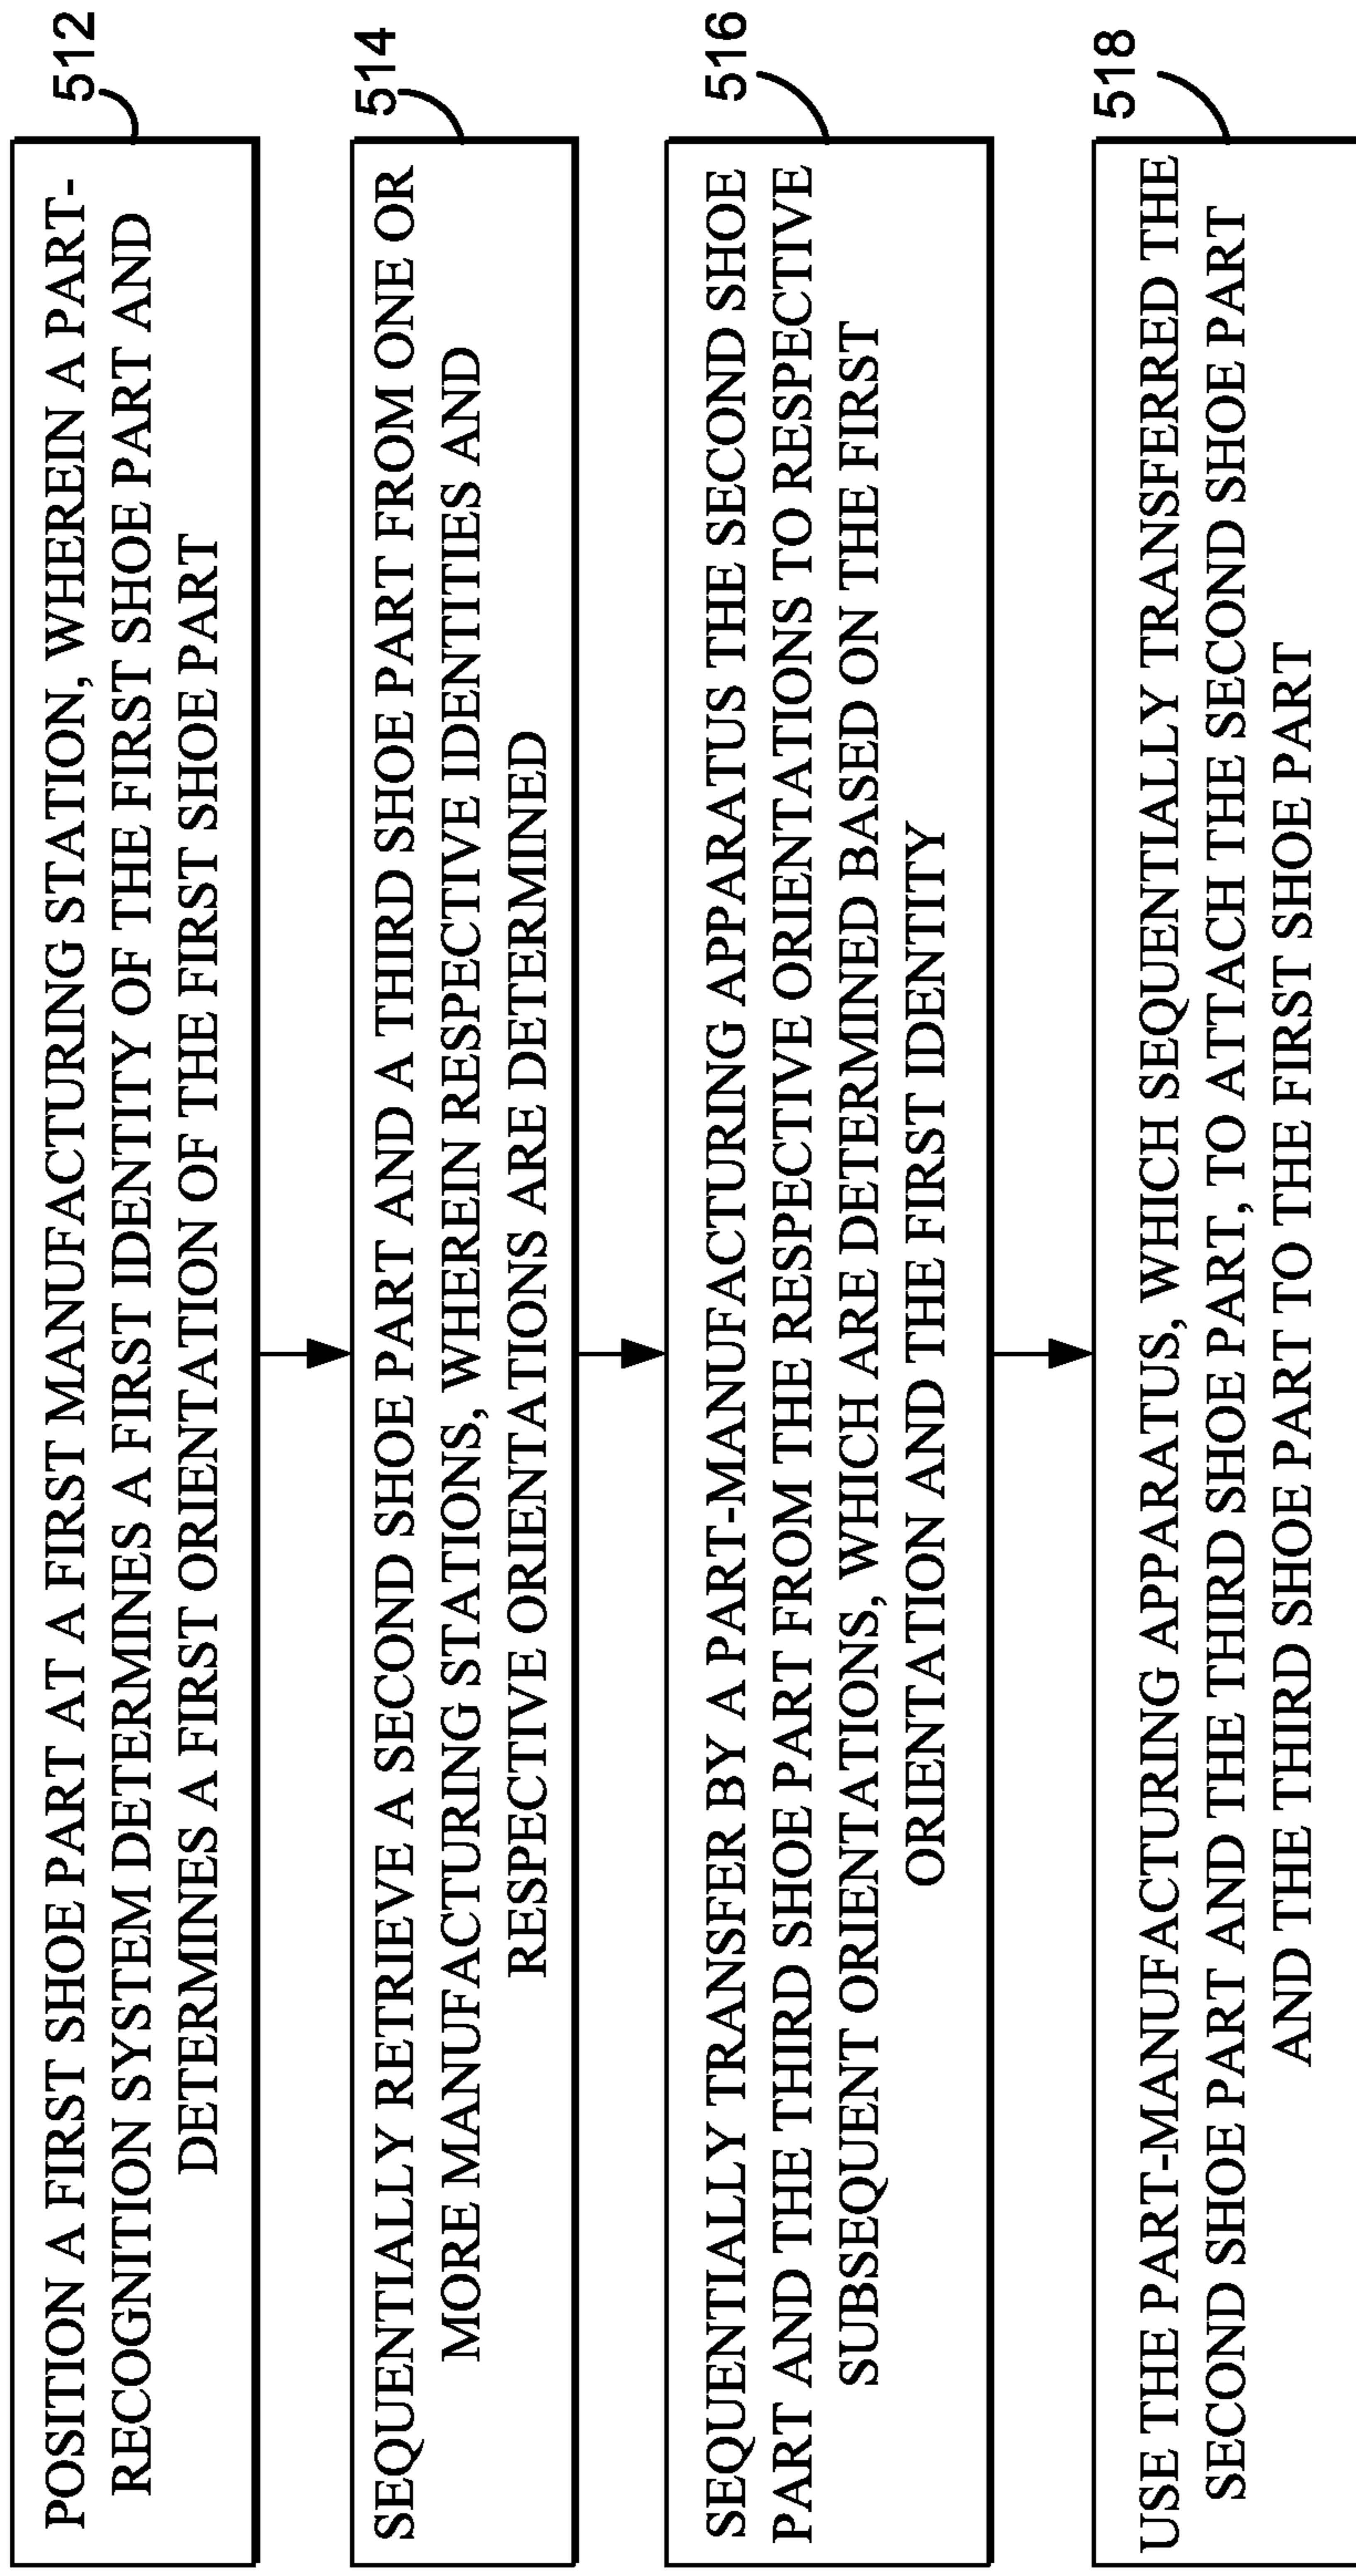 512
POSITION A FIRST SHOE PART AT A FIRST MANUFACTURING STATION, WHEREIN A PART-
RECOGNITION SYSTEM DETERMINES A FIRST IDENTITY OF THE FIRST SHOE PART AND
DETERMINES A FIRST ORIENTATION OF THE FIRST SHOE PART
514
SEQUENTIALLY RETRIEVE A SECOND SHOE PART AND A THIRD SHOE PART FROM ONE OR
MORE MANUFACTURING STATIONS, WHEREIN RESPECTIVE IDENTITIES AND
RESPECTIVE ORIENTATIONS ARE DETERMINED
516
SEQUENTIALLY TRANSFER BY A PART-MANUFACTURING APPARATUS THE SECOND SHOE
PART AND THE THIRD SHOE PART FROM THE RESPECTIVE ORIENTATIONS TO RESPECTIVE
SUBSEQUENT ORIENTATIONS, WHICH ARE DETERMINED BASED ON THE FIRST
ORIENTATION AND THE FIRST IDENTITY
518
USE THE PART-MANUFACTURING APPARATUS, WHICH SEQUENTIALLY TRANSFERRED THE
SECOND SHOE PART AND THE THIRD SHOE PART, TO ATTACH THE SECOND SHOE PART
AND THE THIRD SHOE PART TO THE FIRST SHOE PART